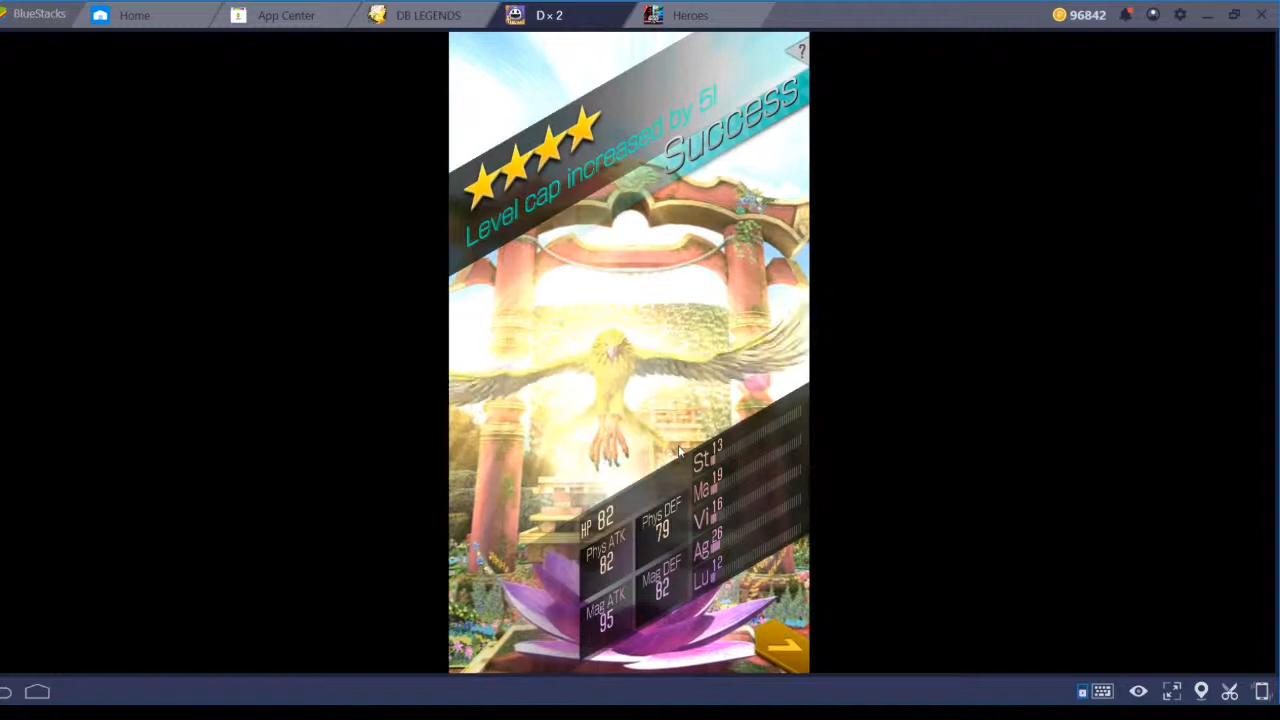 BlueStacks
Home
App Center
DB LEGENDS
D×2
Heroes
96842
?
Level cap increased by 5!
Success
HP 82
Phys ATK
82
Phys DEF
79
Mag ATK
95
Mag DEF
82
St 13
Ma 19
Vi 16
Ag 26
Lu 12